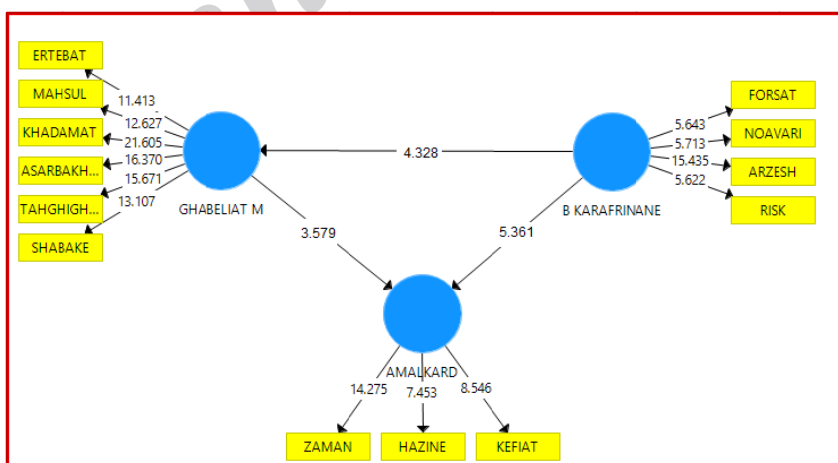 ERTEBAT
MAHSUL
KHADAMAT
ASARBAKH...
TAHGHIGH...
SHABAKE
11.413
12.627
21.605
16.370
15.671
13.107
GHABELIAT M
4.328
B KARAFRINANE
5.643
5.713
15.435
5.622
FORSAT
NOAVARI
ARZESH
RISK
3.579
5.361
AMALKARD
14.275
7.453
8.546
ZAMAN
HAZINE
KEFIAT